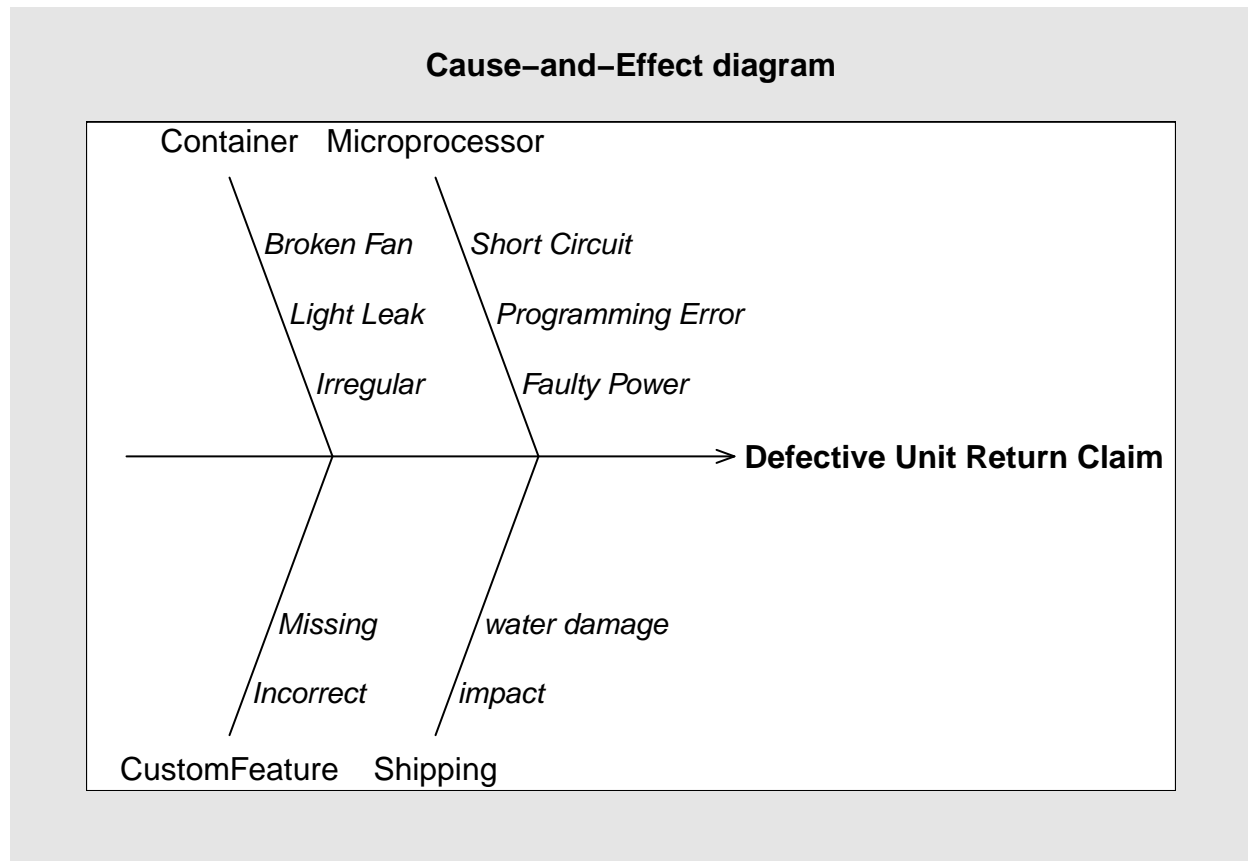 Cause−and−Effect diagram
Container Microprocessor
Broken Fan Short Circuit
Light Leak Programming Error
Irregular Faulty Power
Defective Unit Return Claim
Missing water damage
Incorrect impact
CustomFeature Shipping